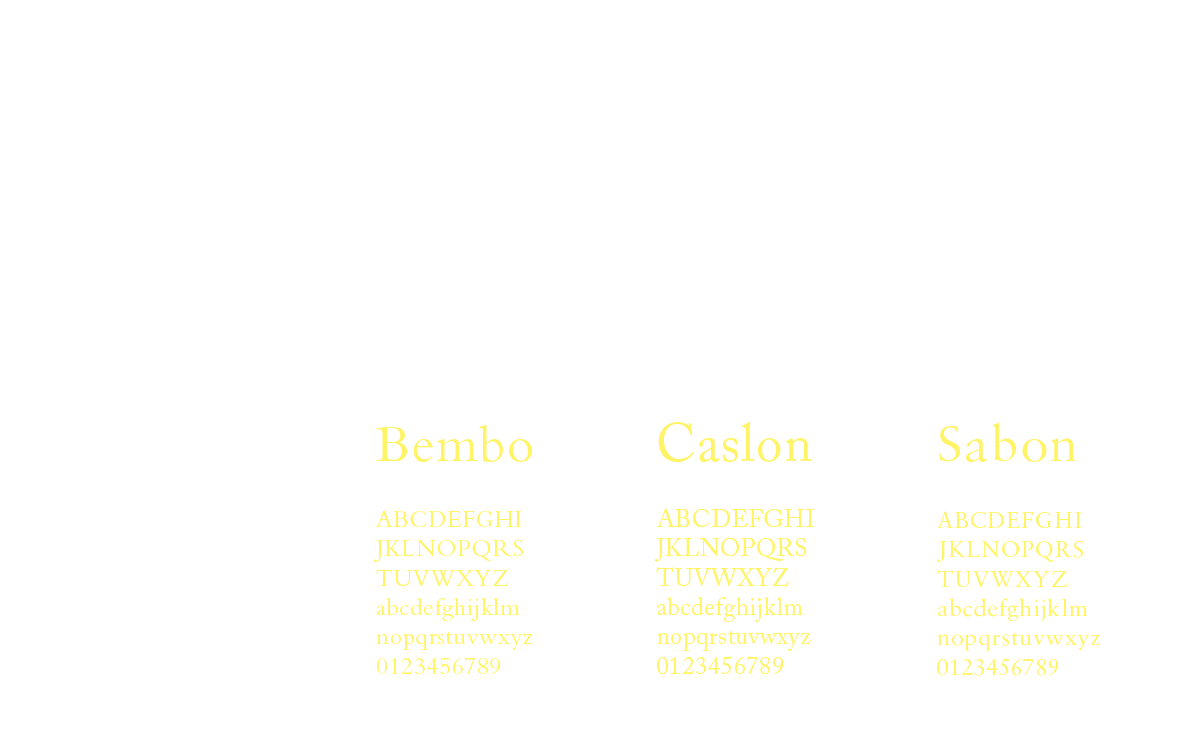 Bembo
ABCDEFGHI
JKLNOPQRS
TUVWXYZ
abcdefghijklm
nopqrstuvwxyz
0123456789
Caslon
ABCDEFGHI
JKLNOPQRS
TUVWXYZ
abcdefghijklm
nopqrstuvwxyz
0123456789
Sabon
ABCDEFGHI
JKLNOPQRS
TUVWXYZ
abcdefghijklm
nopqrstuvwxyz
0123456789